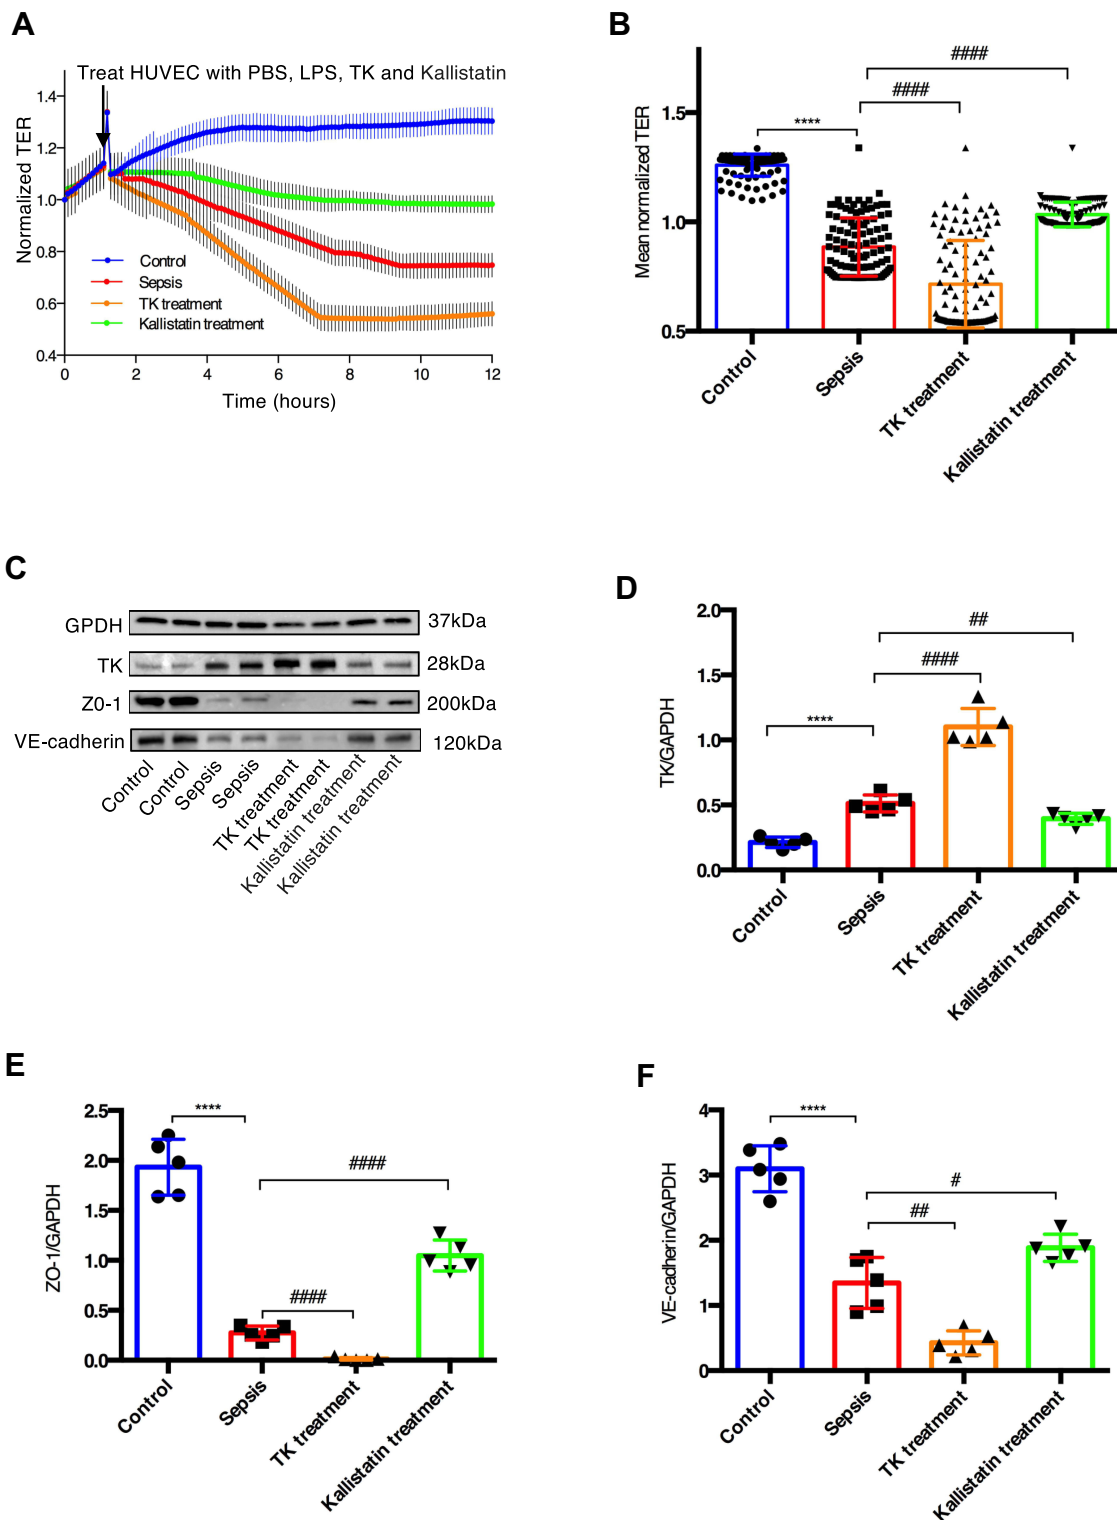 A
Treat HUVEC with PBS, LPS, TK and Kallistatin
Normalized TER
1.4
1.2
1.0
0.8
0.6
0.4
Control
Sepsis
TK treatment
Kallistatin treatment
0 2 4 6 8 10 12
Time (hours)
B
Mean normalized TER
1.5
1.0
0.5
****
####
####
Control
Sepsis
TK treatment
Kallistatin treatment
C
GPDH 37kDa
TK 28kDa
Z0-1 200kDa
VE-cadherin 120kDa
Control
Control
Sepsis
Sepsis
TK treatment
TK treatment
Kallistatin treatment
Kallistatin treatment
D
TK/GAPDH
2.0
1.5
1.0
0.5
0.0
****
####
##
Control
Sepsis
TK treatment
Kallistatin treatment
E
ZO-1/GAPDH
2.5
2.0
1.5
1.0
0.5
0.0
****
####
####
Control
Sepsis
TK treatment
Kallistatin treatment
F
VE-cadherin/GAPDH
4
3
2
1
0
****
#
##
Control
Sepsis
TK treatment
Kallistatin treatment